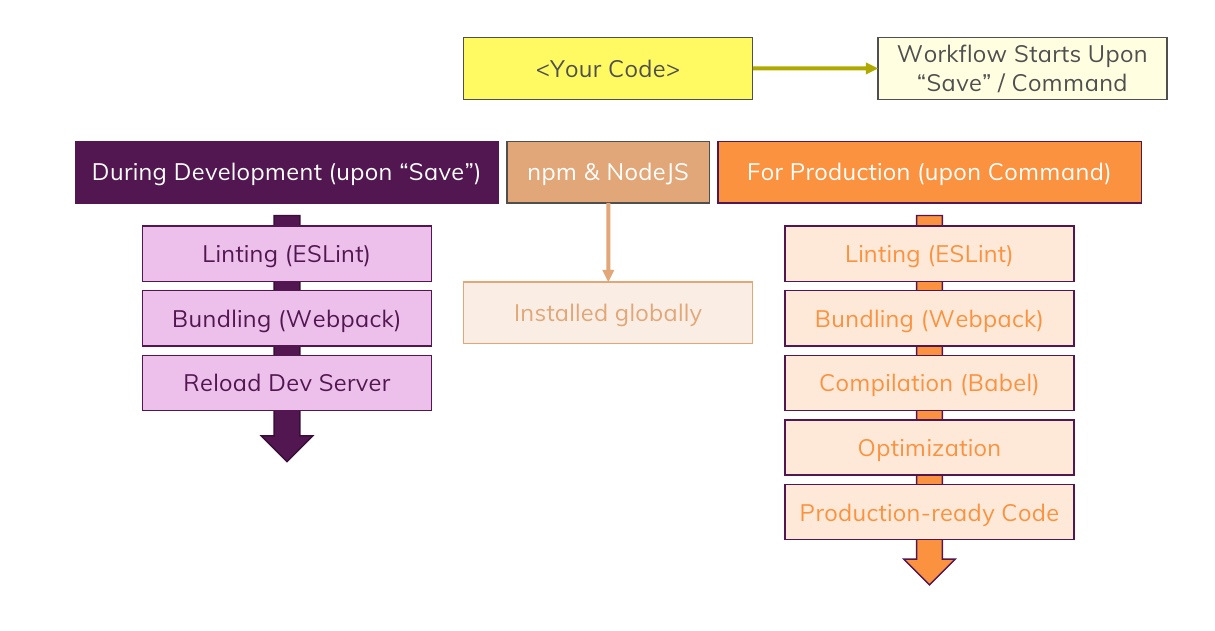 <Your Code>
Workflow Starts Upon
“Save” / Command
During Development (upon “Save”)
npm & NodeJS
For Production (upon Command)
Linting (ESLint)
Bundling (Webpack)
Reload Dev Server
Installed globally
Linting (ESLint)
Bundling (Webpack)
Compilation (Babel)
Optimization
Production-ready Code